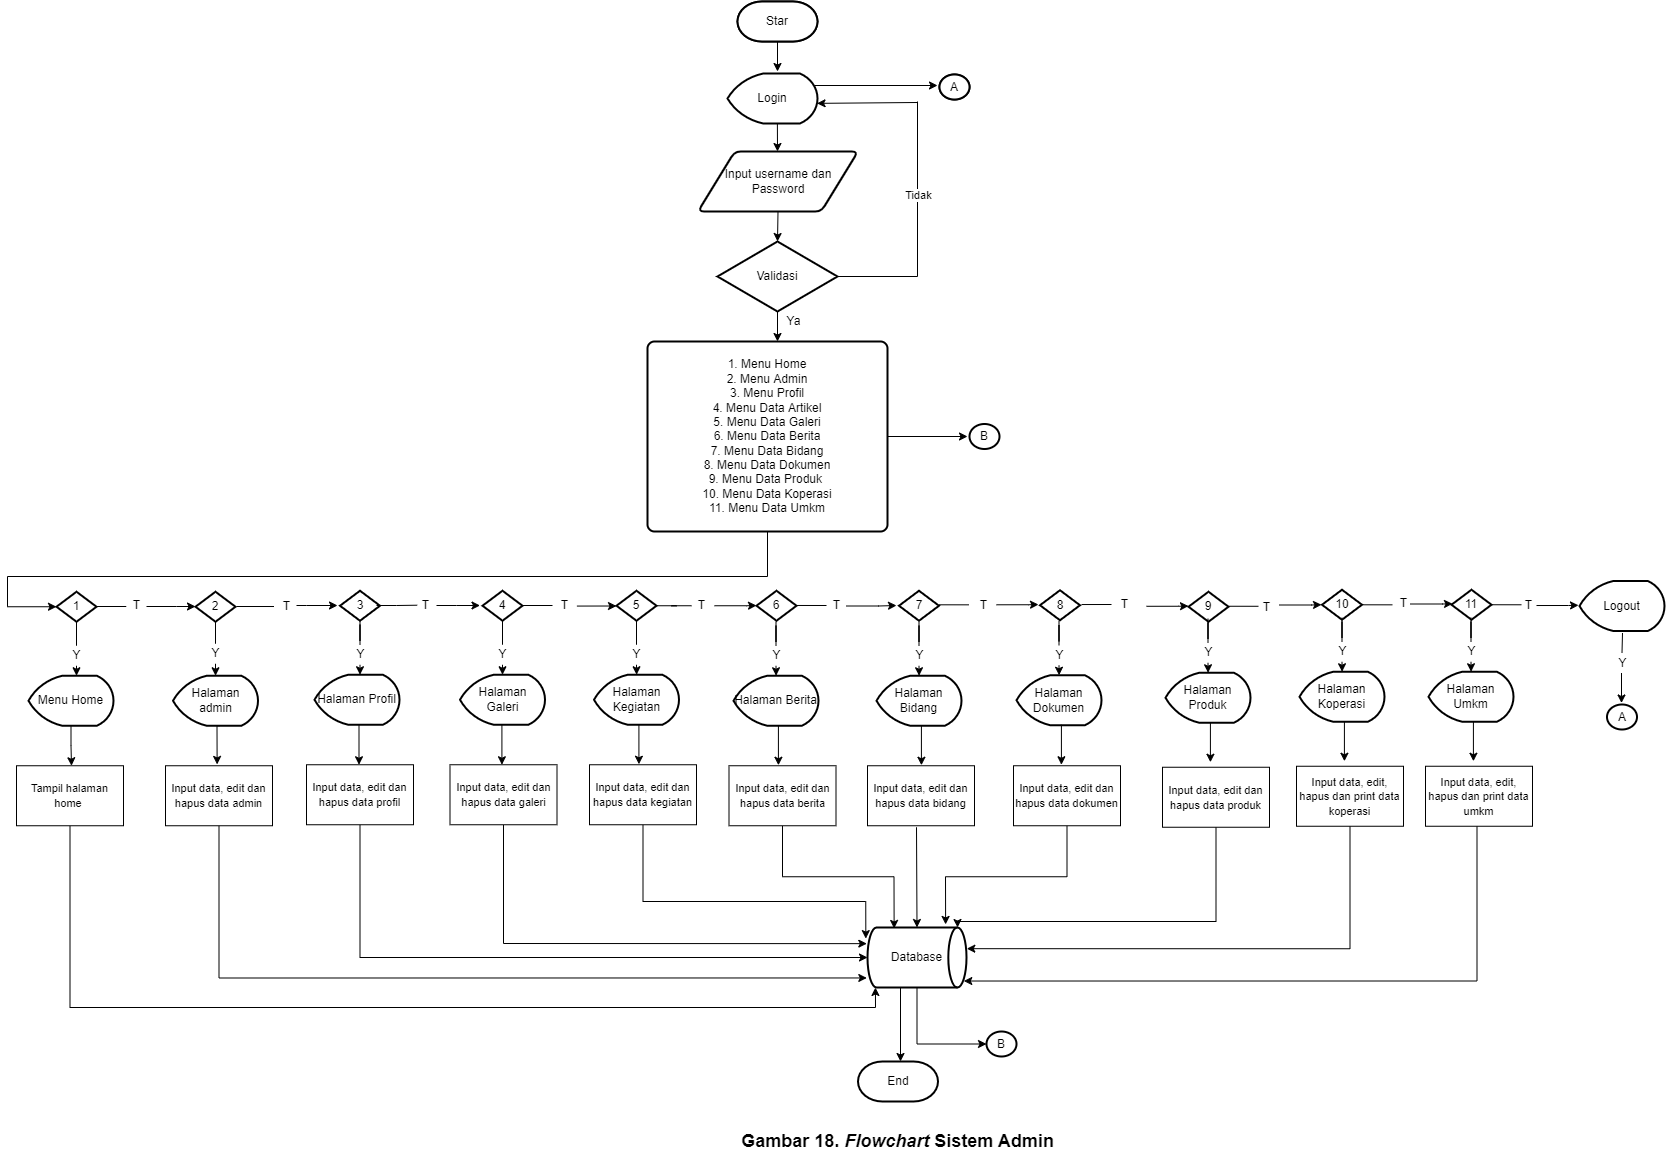 Star
Login
A
Input username dan
Password
Tidak
Validasi
Ya
1. Menu Home
2. Menu Admin
3. Menu Profil
4. Menu Data Artikel
5. Menu Data Galeri
6. Menu Data Berita
7. Menu Data Bidang
8. Menu Data Dokumen
9. Menu Data Produk
10. Menu Data Koperasi
11. Menu Data Umkm
B
1 T 2 T 3 T 4 T 5 T 6 T 7 T 8 T 9 T 10 T 11 T Logout
Y Y Y Y Y Y Y Y Y Y Y Y
Menu Home
Halaman
admin
Halaman Profil
Halaman
Galeri
Halaman
Kegiatan
Halaman Berita
Halaman
Bidang
Halaman
Dokumen
Halaman
Produk
Halaman
Koperasi
Halaman
Umkm
A
Tampil halaman
home
Input data, edit dan
hapus data admin
Input data, edit dan
hapus data profil
Input data, edit dan
hapus data galeri
Input data, edit dan
hapus data kegiatan
Input data, edit dan
hapus data berita
Input data, edit dan
hapus data bidang
Input data, edit dan
hapus data dokumen
Input data, edit dan
hapus data produk
Input data, edit,
hapus dan print data
koperasi
Input data, edit,
hapus dan print data
umkm
Database
B
End
Gambar 18. Flowchart Sistem Admin